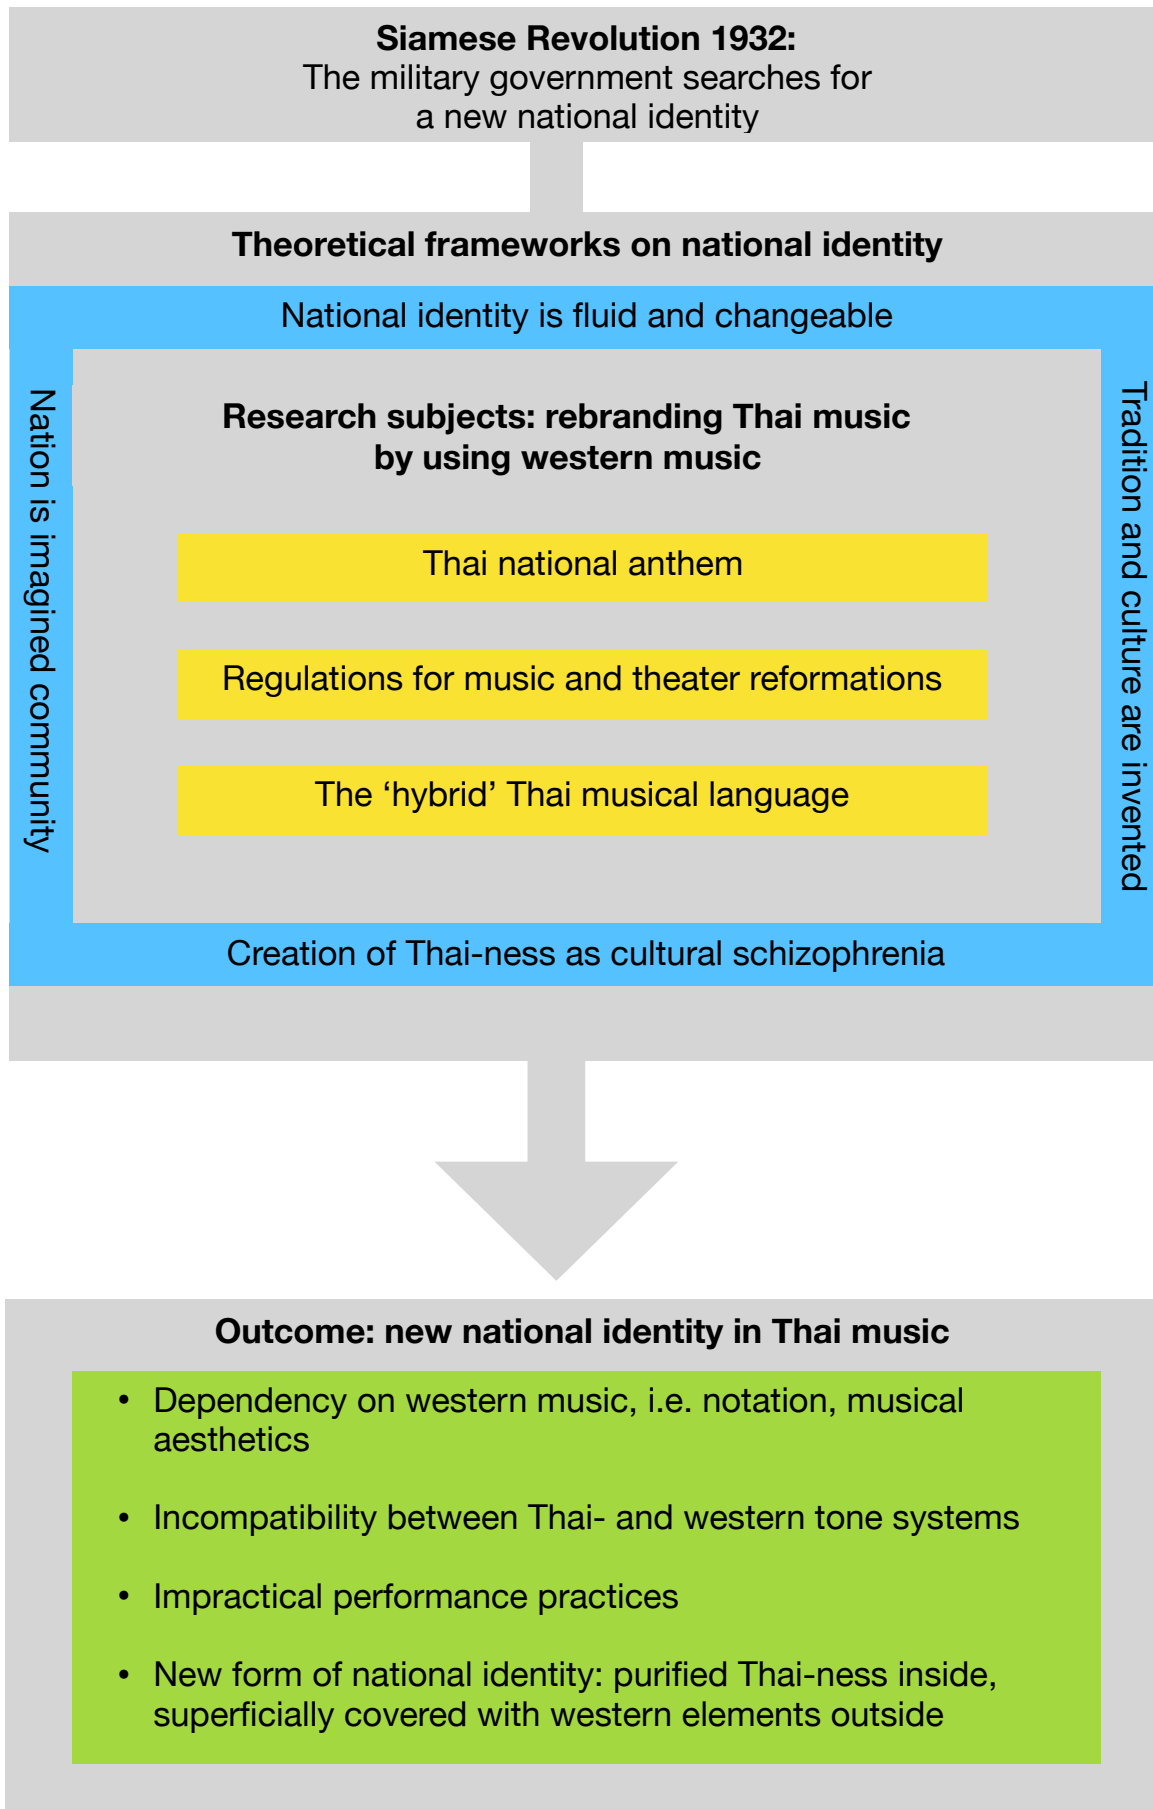 Siamese Revolution 1932:
The military government searches for
a new national identity
Theoretical frameworks on national identity
National identity is fluid and changeable
Nation is imagined community
Research subjects: rebranding Thai music
by using western music
Thai national anthem
Regulations for music and theater reformations
The ‘hybrid’ Thai musical language
Tradition and culture are invented
Creation of Thai-ness as cultural schizophrenia
Outcome: new national identity in Thai music
• Dependency on western music, i.e. notation, musical
aesthetics
• Incompatibility between Thai- and western tone systems
• Impractical performance practices
• New form of national identity: purified Thai-ness inside,
superficially covered with western elements outside